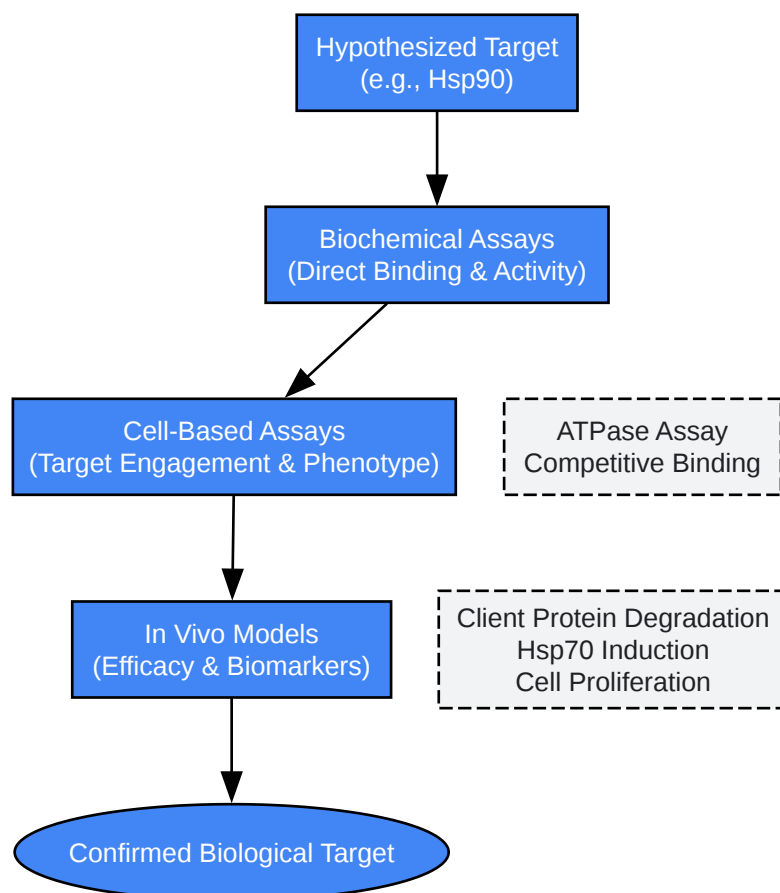 Hypothesized Target
(e.g., Hsp90)
Biochemical Assays
(Direct Binding & Activity)
Cell-Based Assays
(Target Engagement & Phenotype)
ATPase Assay
Competitive Binding
In Vivo Models
(Efficacy & Biomarkers)
Client Protein Degradation
Hsp70 Induction
Cell Proliferation
Confirmed Biological Target